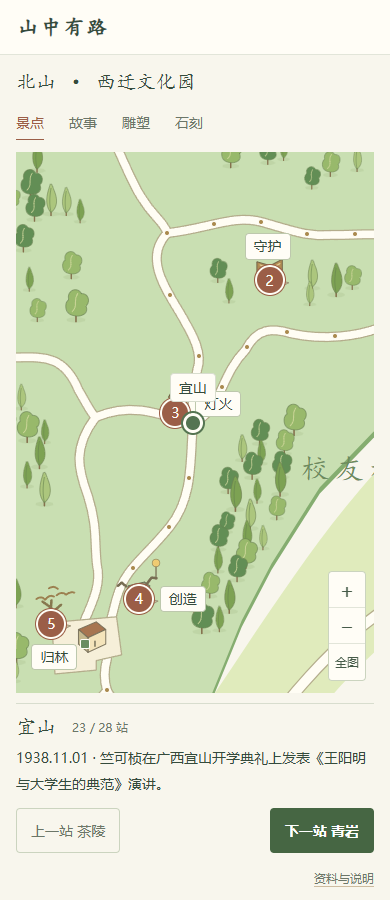 山中有路
北山 • 西迁文化园
景点 故事 雕塑 石刻
守护
2
宜山
灯火
3
校友
4
创造
5
归林
+
−
全图
宜山 23 / 28 站
1938.11.01 · 竺可桢在广西宜山开学典礼上发表《王阳明
与大学生的典范》演讲。
上一站 茶陵
下一站 青岩
资料与说明